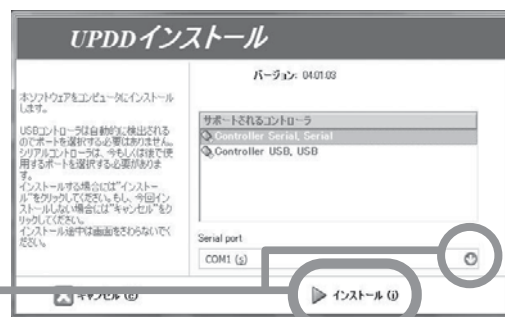 UPDDインストール
バージョン: 04.01.03
本ソフトウェアをコンピュータにインストール
します。
USBコントローラは自動的に検出される
のでポートを選択する必要はありません。
シリアルコントローラは、今もしくは後で使
用するポートを選択する必要がありま
す。
インストールする場合には"インストー
ル"をクリックしてください。もし、今回イン
ストールしない場合には"キャンセル"をク
リックしてください。
インストール途中は画面をさわらないでく
ださい。
サポートされるコントローラ
Controller Serial, Serial
Controller USB, USB
Serial port
COM1 (s)
キャンセル (c)
インストール (i)